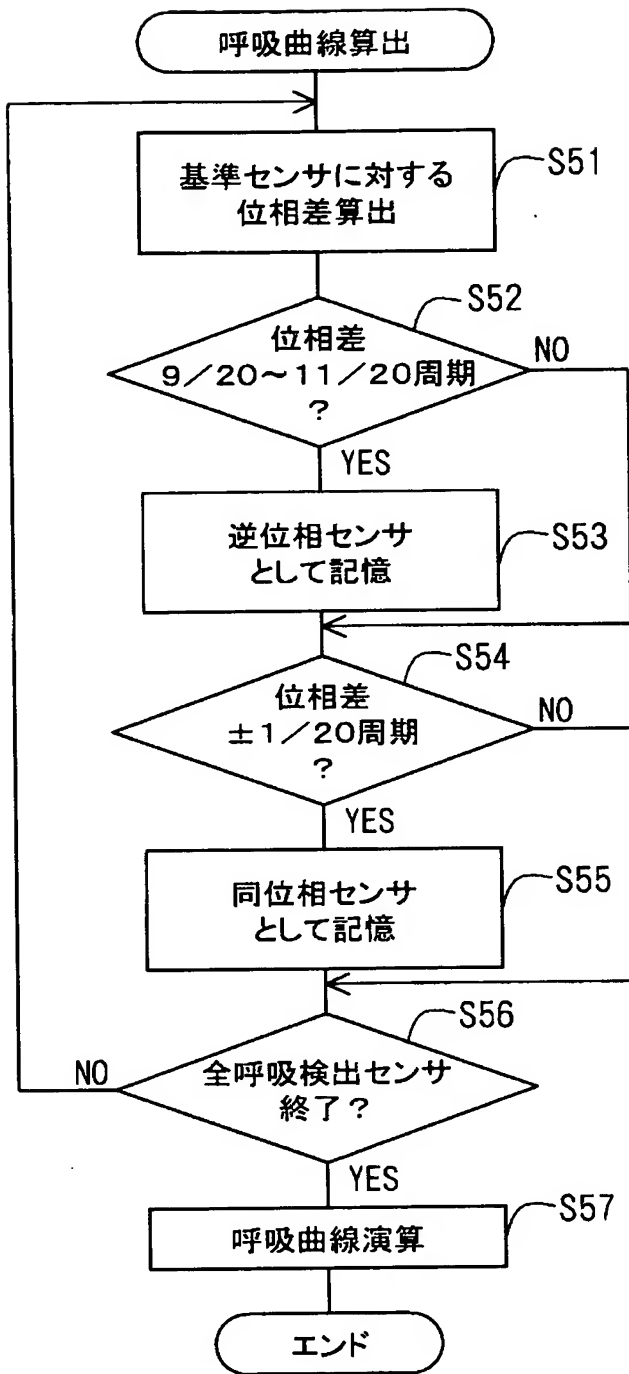 呼吸曲線算出
基準センサに対する
位相差算出
S51
位相差
9/20~11/20周期
?
S52
NO
YES
逆位相センサ
として記憶
S53
位相差
±1/20周期
?
S54
NO
YES
同位相センサ
として記憶
S55
全呼吸検出センサ
終了?
S56
NO
YES
呼吸曲線演算
S57
エンド